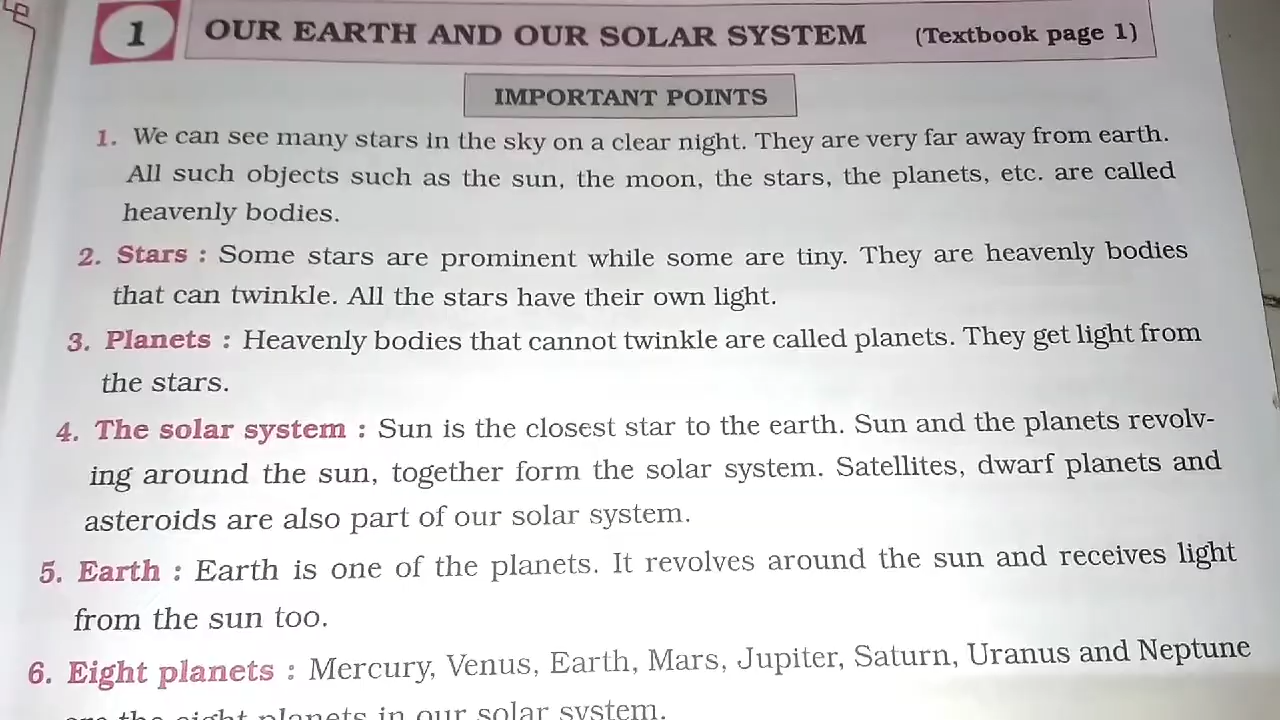 1 OUR EARTH AND OUR SOLAR SYSTEM (Textbook page 1)
IMPORTANT POINTS
1. We can see many stars in the sky on a clear night. They are very far away from earth.
All such objects such as the sun, the moon, the stars, the planets, etc. are called
heavenly bodies.
2. Stars : Some stars are prominent while some are tiny. They are heavenly bodies
that can twinkle. All the stars have their own light.
3. Planets : Heavenly bodies that cannot twinkle are called planets. They get light from
the stars.
4. The solar system : Sun is the closest star to the earth. Sun and the planets revolv-
ing around the sun, together form the solar system. Satellites, dwarf planets and
asteroids are also part of our solar system.
5. Earth : Earth is one of the planets. It revolves around the sun and receives light
from the sun too.
6. Eight planets : Mercury, Venus, Earth, Mars, Jupiter, Saturn, Uranus and Neptune
are the eight planets in our solar system.